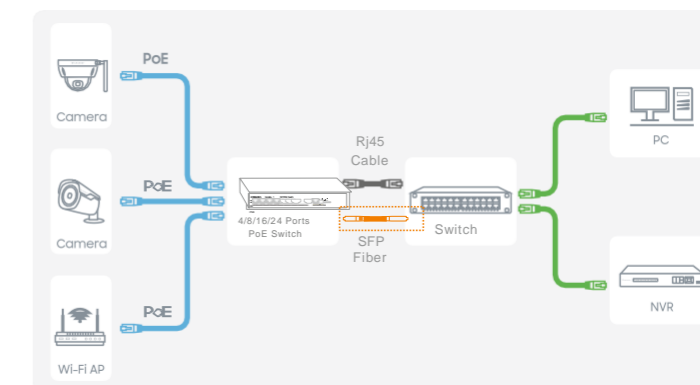 PoE
Camera
PoE
Camera
PoE
Wi-Fi AP
4/8/16/24 Ports
PoE Switch
Rj45
Cable
SFP
Fiber
Switch
PC
NVR